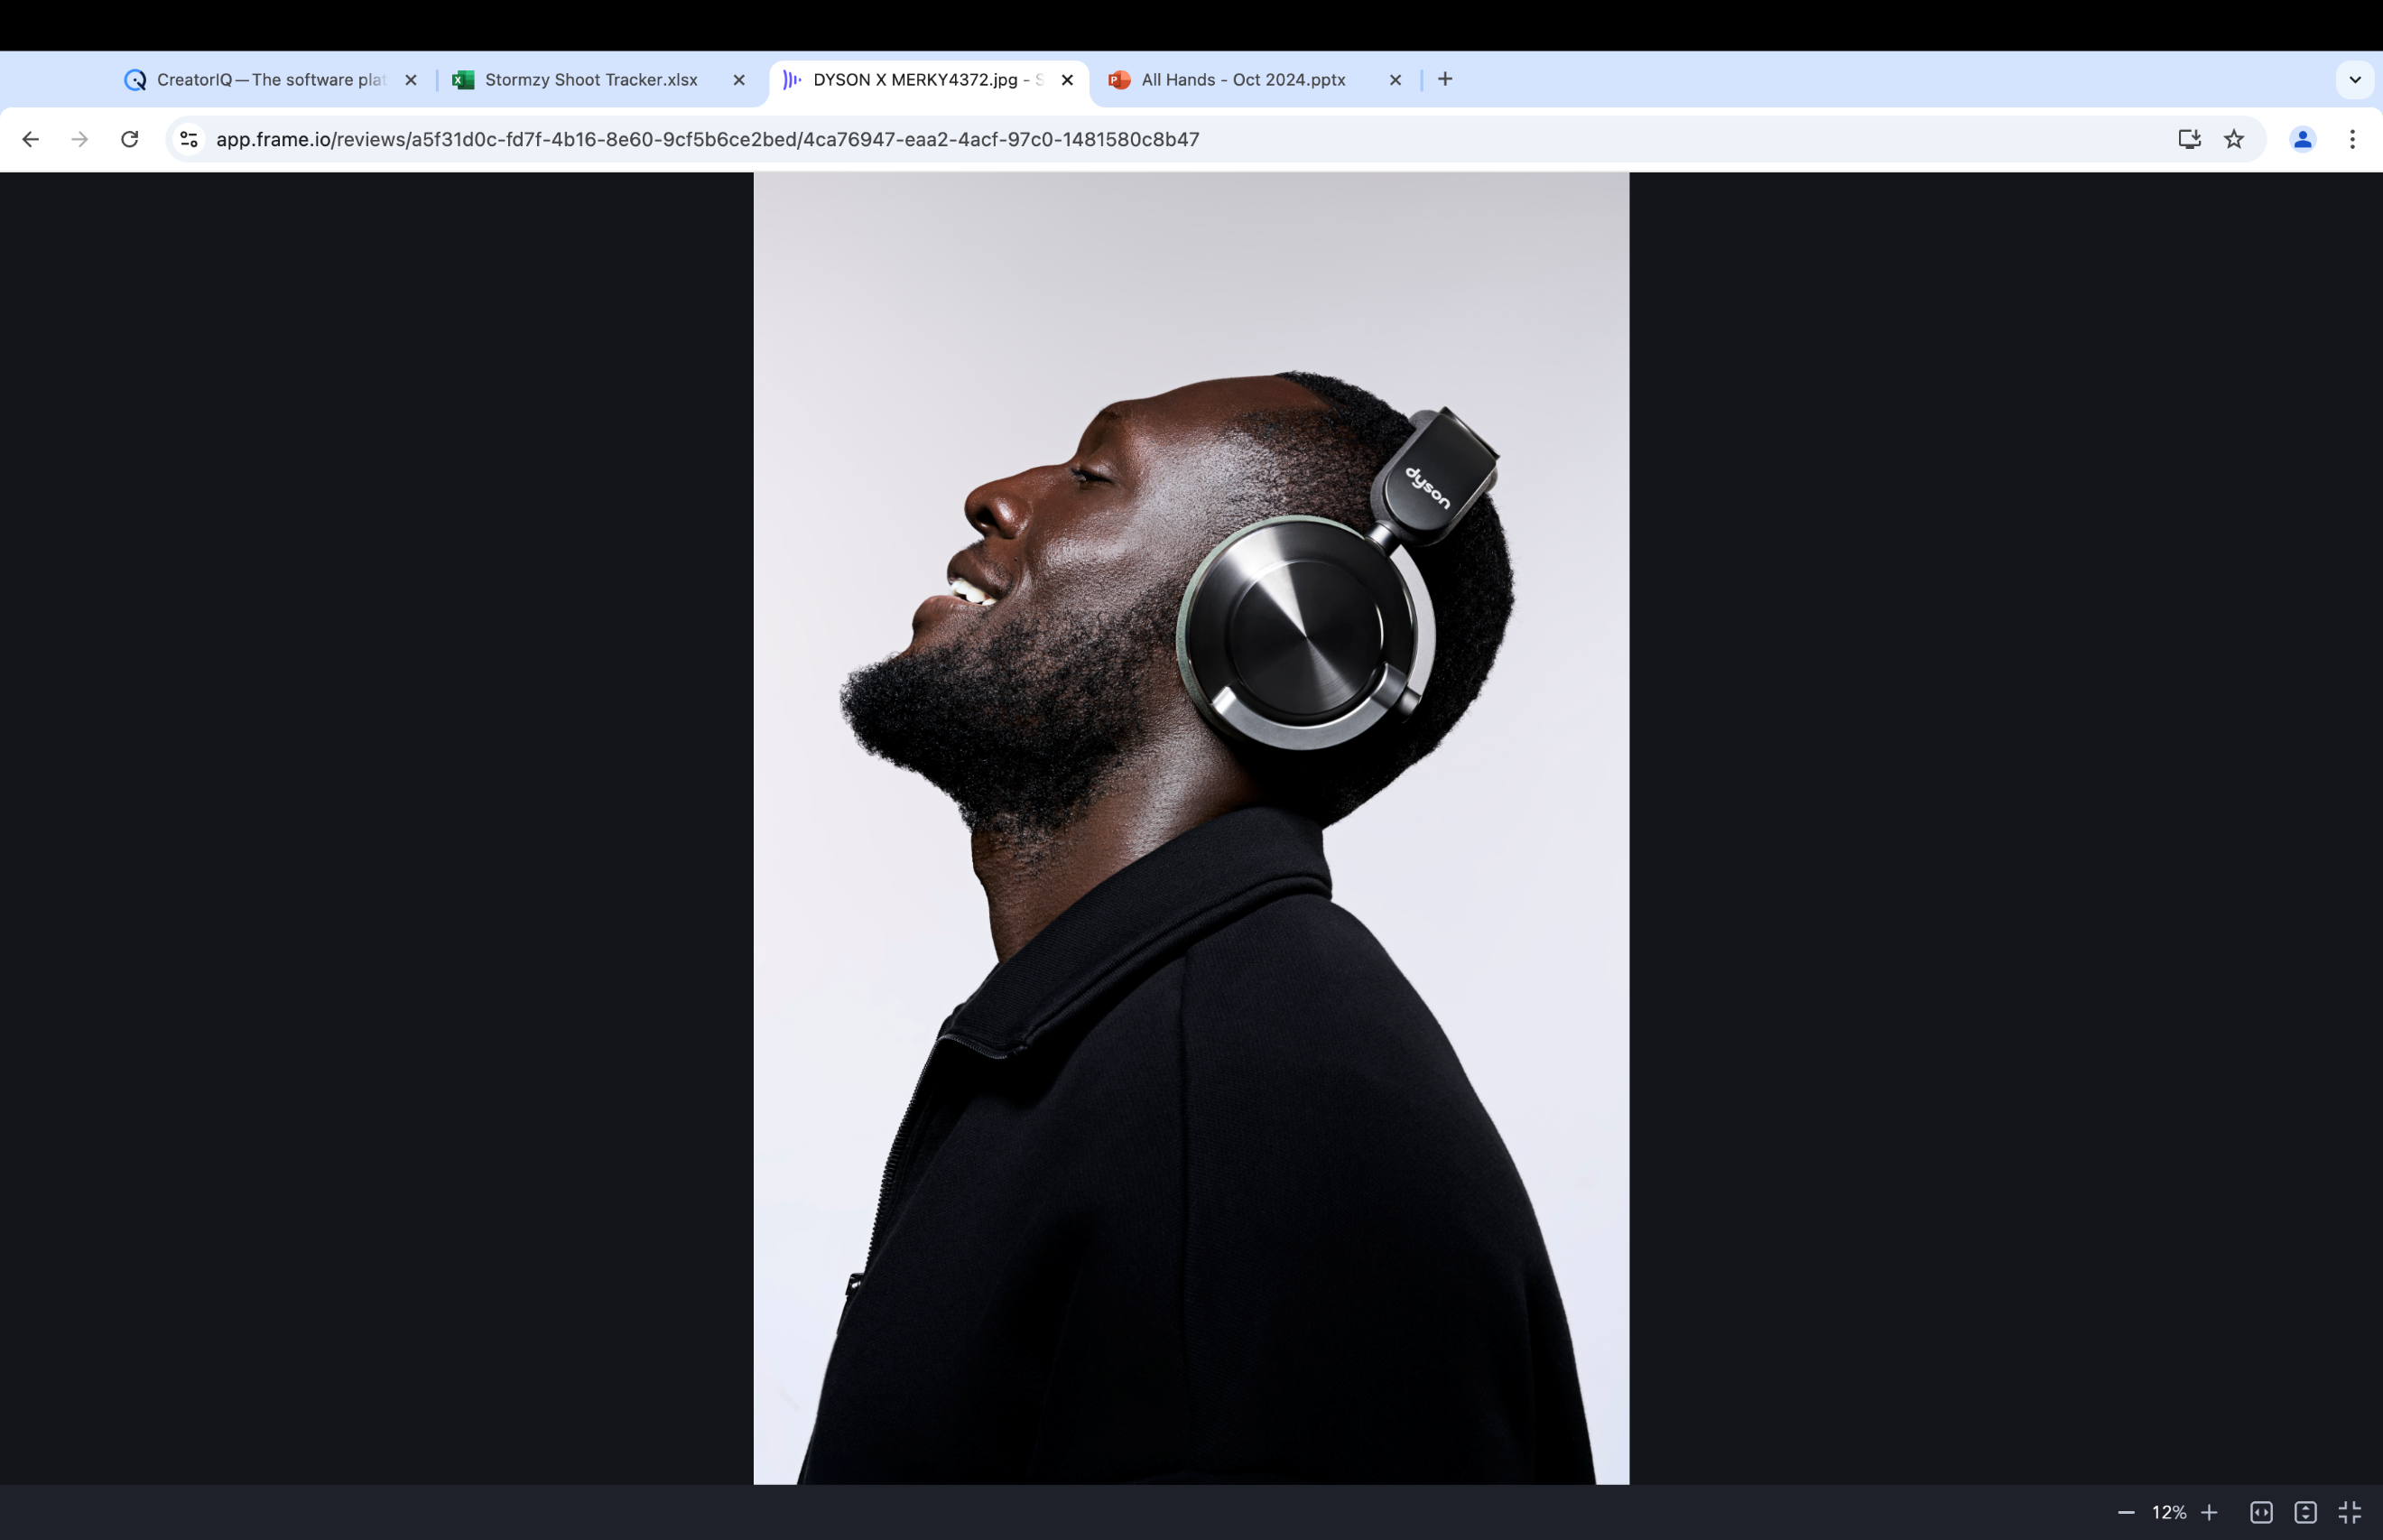 CreatorIQ — The software plat
Stormzy Shoot Tracker.xlsx
DYSON X MERKY4372.jpg - S
All Hands - Oct 2024.pptx
app.frame.io/reviews/a5f31d0c-fd7f-4b16-8e60-9cf5b6ce2bed/4ca76947-eaa2-4acf-97c0-1481580c8b47
dyson
12%